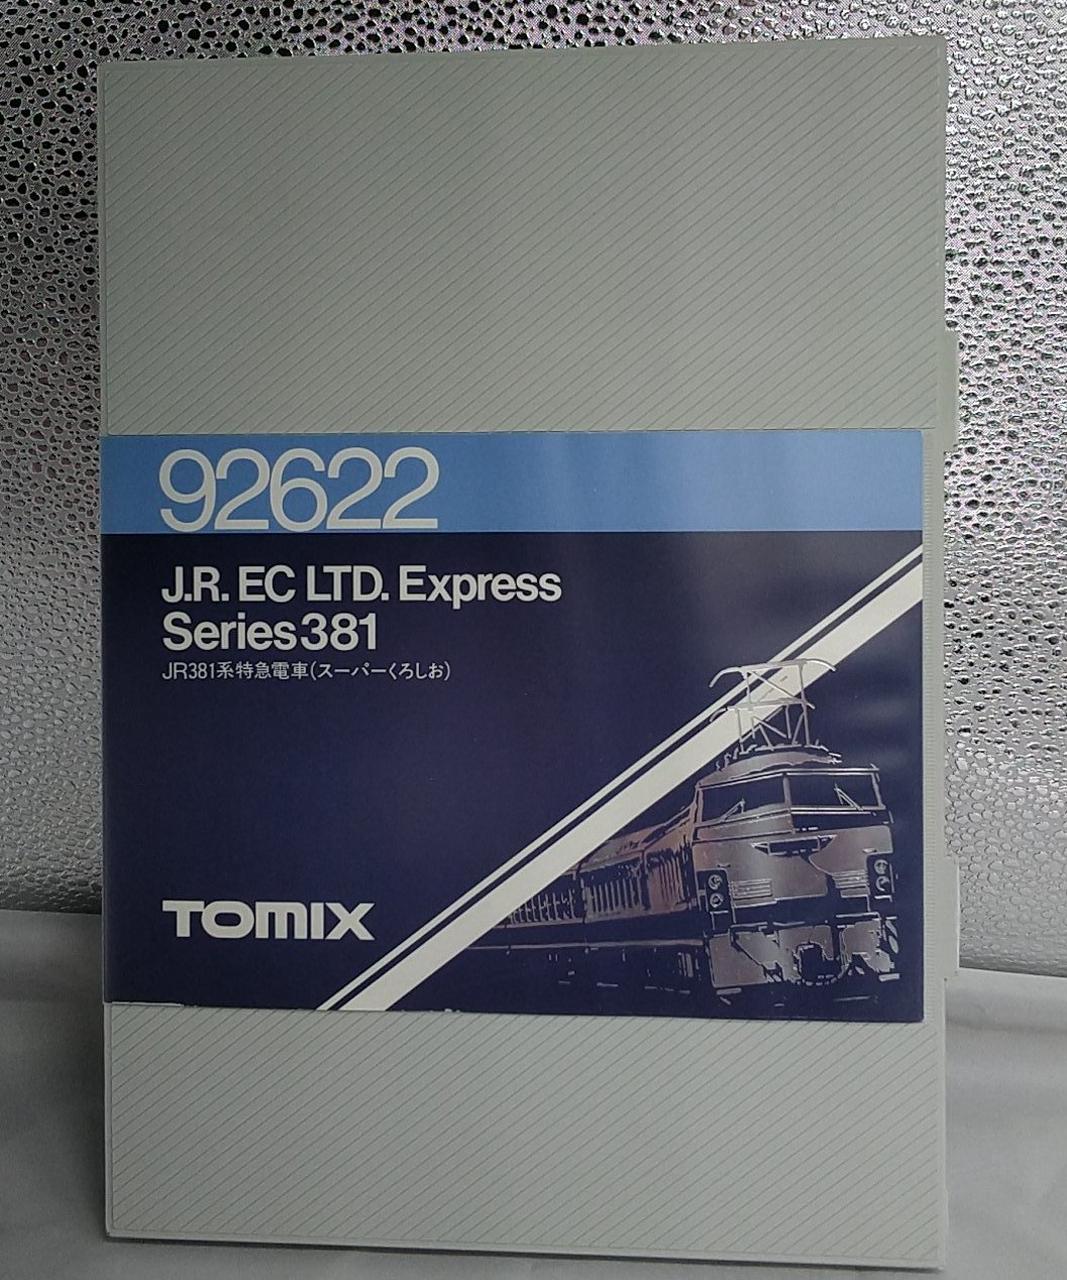 92622
J.R. EC LTD. Express
Series 381
JR381系特急電車(スーパーくろしお)
TOMIX